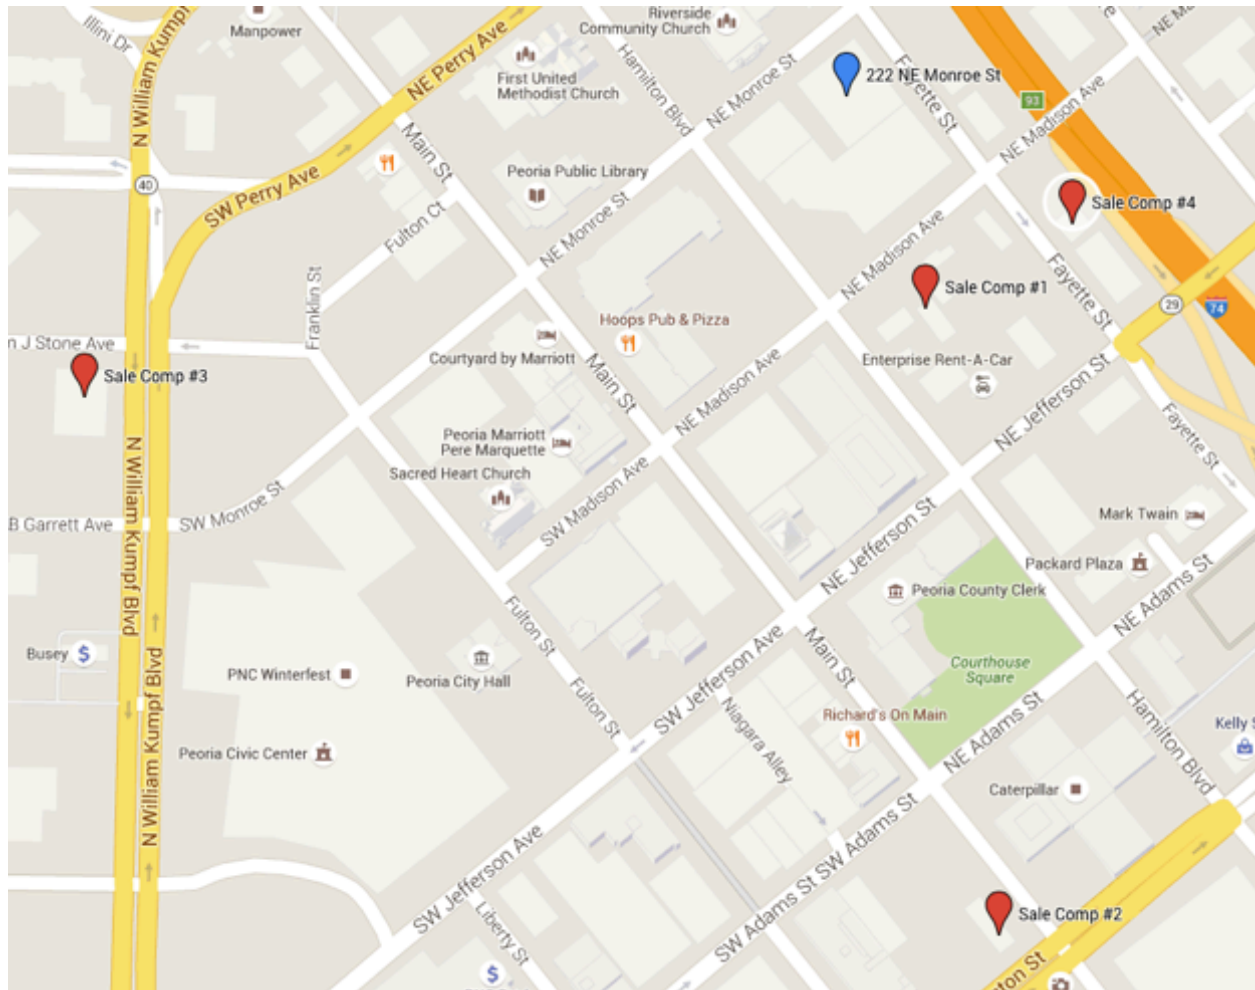 Illini Dr
N William Kumpf
Manpower
NE Perry Ave
First United
Methodist Church
Riverside
Community Church
Hamilton Blvd
NE Monroe St
222 NE Monroe St
Fayette St
93
NE Madison Ave
Main St
Peoria Public Library
40
SW Perry Ave
Fulton Ct
NE Monroe St
Sale Comp #4
NE Madison Ave
Franklin St
Sale Comp #1
Fayette St
29
74
n J Stone Ave
Sale Comp #3
Hoops Pub & Pizza
Courtyard by Marriott
Main St
NE Madison Ave
Enterprise Rent-A-Car
NE Jefferson St
Fayette St
Peoria Marriott
Pere Marquette
Sacred Heart Church
SW Madison Ave
N William Kumpf Blvd
SW Monroe St
B Garrett Ave
Mark Twain
NE Jefferson St
Packard Plaza
NE Adams St
Peoria County Clerk
Fulton St
Main St
Courthouse
Square
Busey
$
PNC Winterfest
Peoria City Hall
Fulton St
SW Jefferson Ave
Niagara Alley
Richard's On Main
NE Adams St
Hamilton Blvd
Kelly S
N William Kumpf Blvd
Peoria Civic Center
Caterpillar
SW Adams St
SW Jefferson Ave
Liberty St
SW Adams St
Sale Comp #2
ton St
$